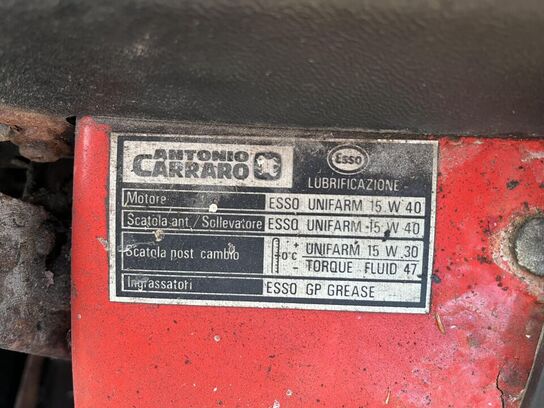 ANTONIO CARRARO
Esso
LUBRIFICAZIONE
Motore ESSO UNIFARM 15 W 40
Scatola ant./Sollevatore ESSO UNIFARM 15 W 40
Scatola post cambio 0°C + UNIFARM 15 W 30
- TORQUE FLUID 47
Ingrassatori ESSO GP GREASE